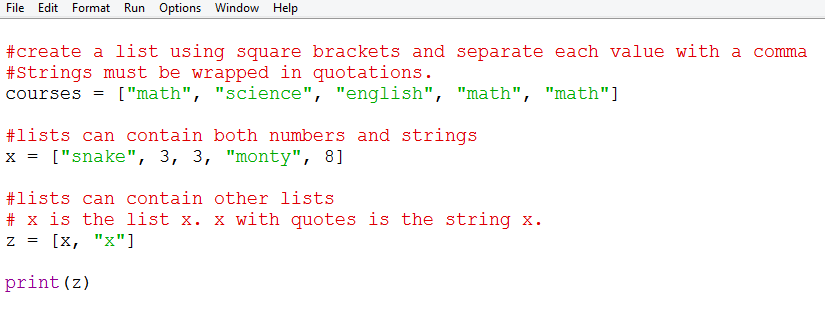 File Edit Format Run Options Window Help
#create a list using square brackets and separate each value with a comma
#Strings must be wrapped in quotations.
courses = ["math", "science", "english", "math", "math"]
#lists can contain both numbers and strings
x = ["snake", 3, 3, "monty", 8]
#lists can contain other lists
# x is the list x. x with quotes is the string x.
z = [x, "x"]
print(z)